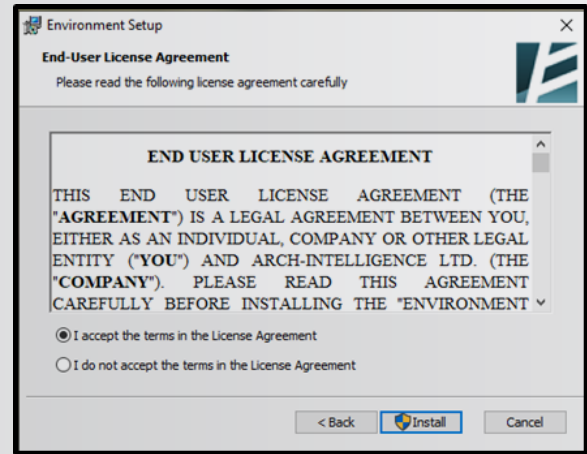 Environment Setup
End-User License Agreement
Please read the following license agreement carefully
END USER LICENSE AGREEMENT
THIS END USER LICENSE AGREEMENT (THE
"AGREEMENT") IS A LEGAL AGREEMENT BETWEEN YOU,
EITHER AS AN INDIVIDUAL, COMPANY OR OTHER LEGAL
ENTITY ("YOU") AND ARCH-INTELLIGENCE LTD. (THE
"COMPANY"). PLEASE READ THIS AGREEMENT
CAREFULLY BEFORE INSTALLING THE "ENVIRONMENT
I accept the terms in the License Agreement
I do not accept the terms in the License Agreement
< Back Install Cancel